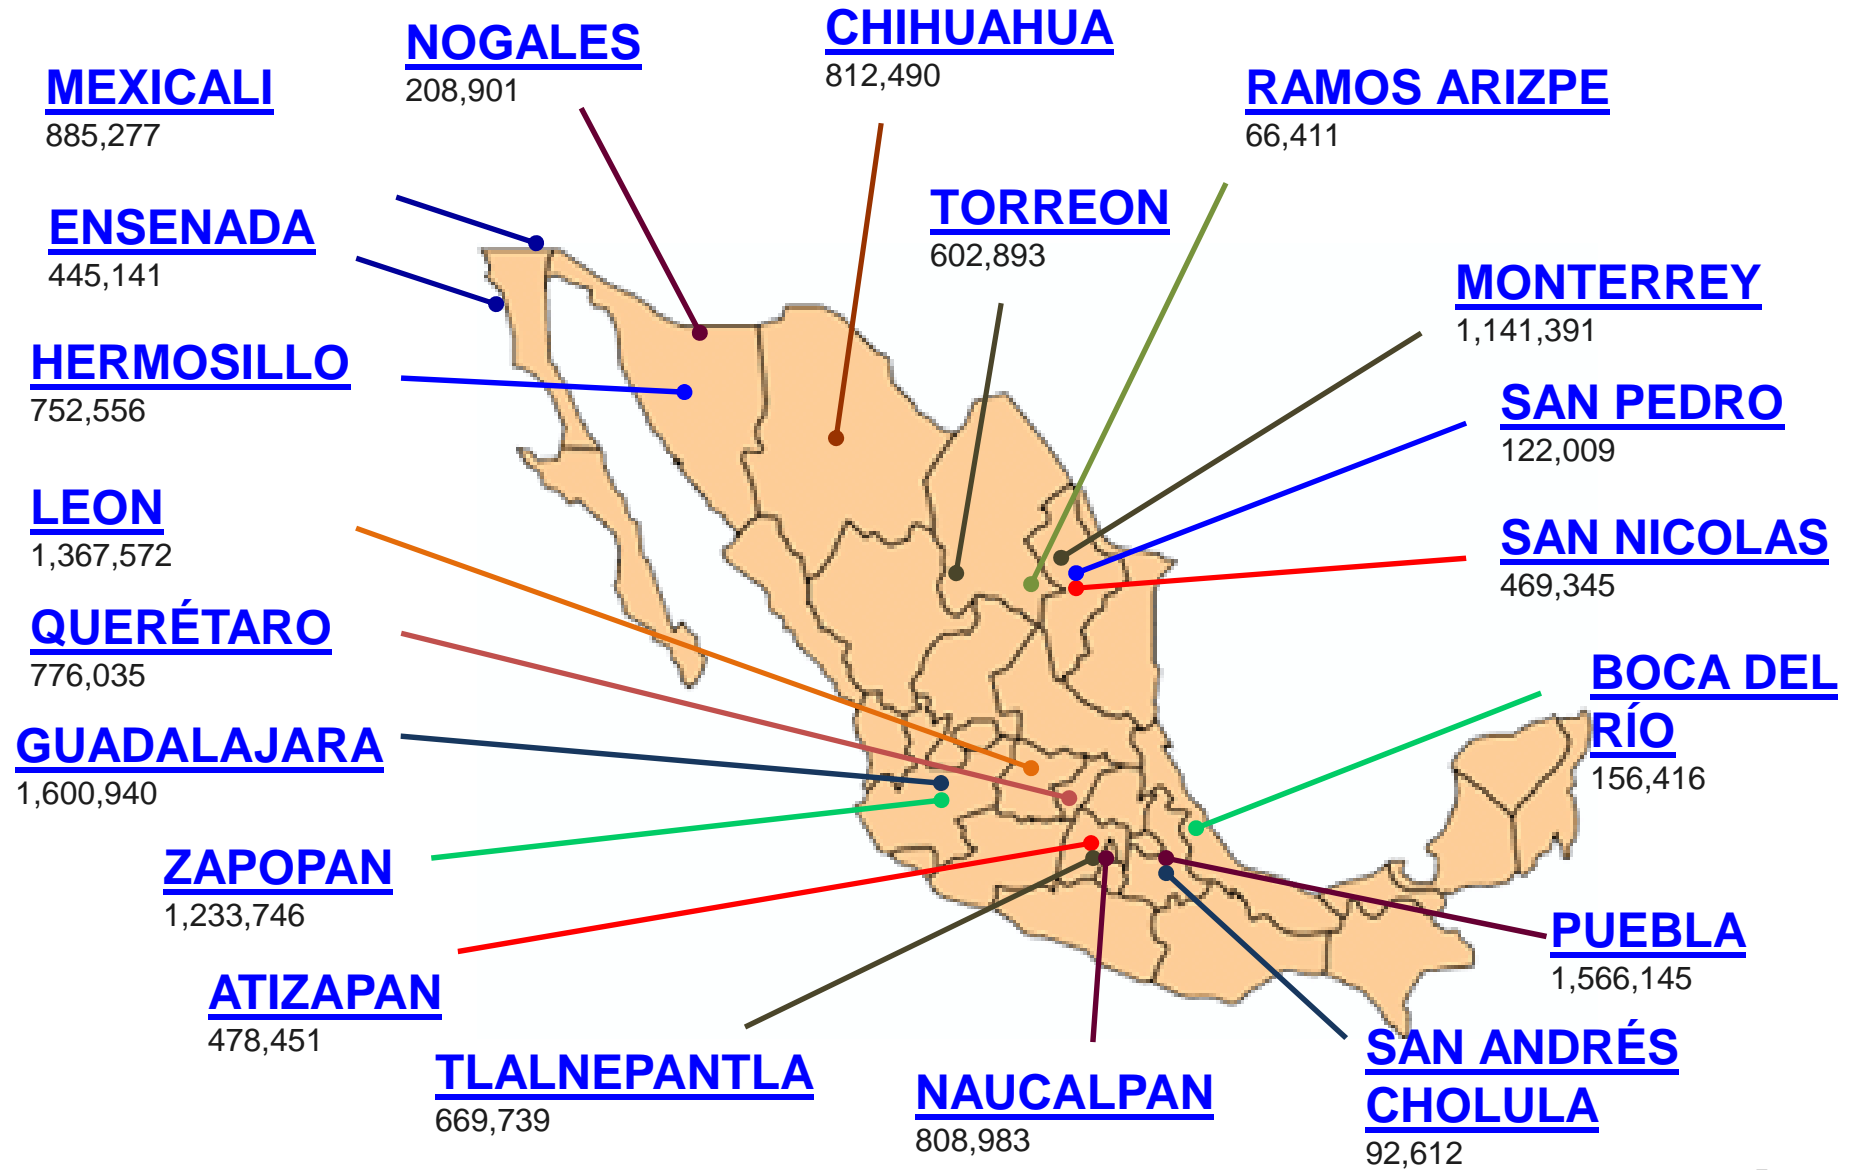 NOGALES
208,901
CHIHUAHUA
812,490
MEXICALI
885,277
RAMOS ARIZPE
66,411
ENSENADA
445,141
TORREON
602,893
MONTERREY
1,141,391
HERMOSILLO
752,556
SAN PEDRO
122,009
LEON
1,367,572
SAN NICOLAS
469,345
QUERÉTARO
776,035
BOCA DEL
RÍO
156,416
GUADALAJARA
1,600,940
ZAPOPAN
1,233,746
PUEBLA
1,566,145
ATIZAPAN
478,451
TLALNEPANTLA
669,739
NAUCALPAN
808,983
SAN ANDRÉS
CHOLULA
92,612